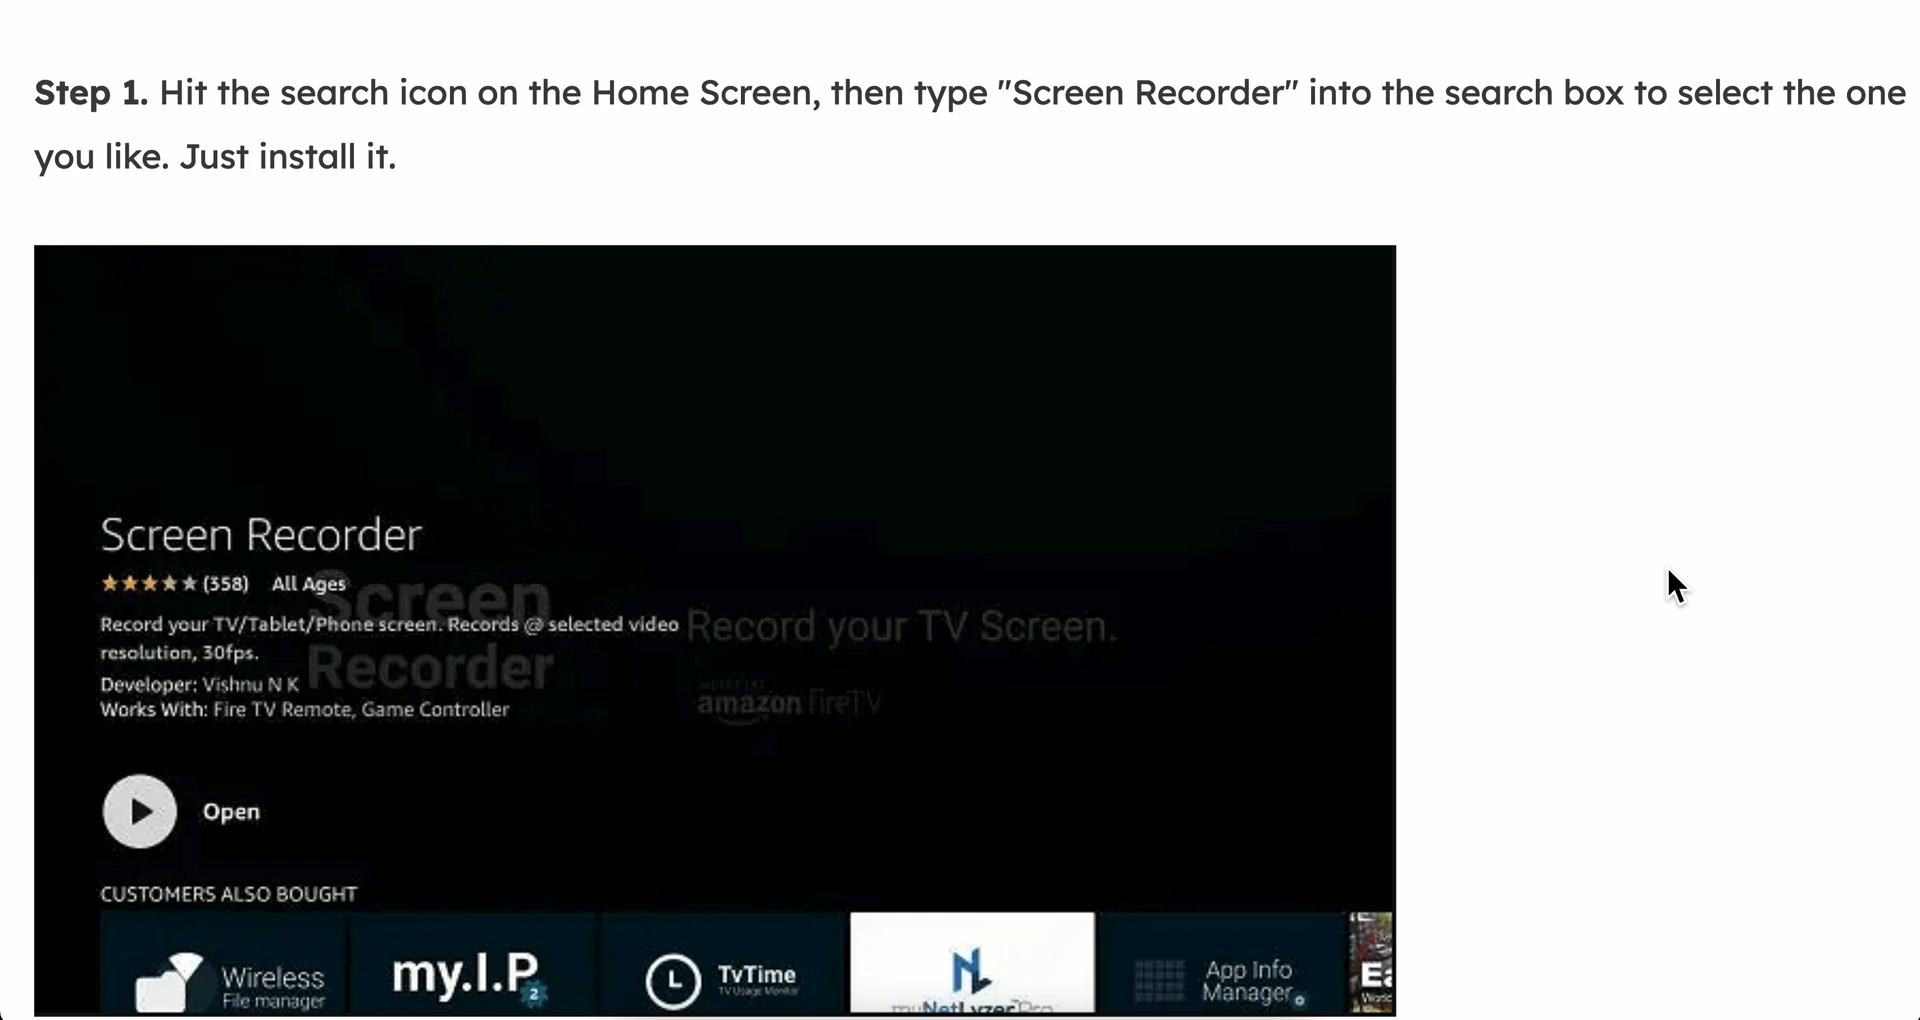 Step 1. Hit the search icon on the Home Screen, then type "Screen Recorder" into the search box to select the one
you like. Just install it.
Screen Recorder
(358) All Ages
Screen
Recorder
Record your TV/Tablet/Phone screen. Records @ selected video
resolution, 30fps.
Record your TV Screen.
Developer: Vishnu N K
Works With: Fire TV Remote, Game Controller
amazon fireTV
Open
CUSTOMERS ALSO BOUGHT
Wireless
File manager
my.I.P
2
TvTime
TV Usage Monitor
App Info
Manager